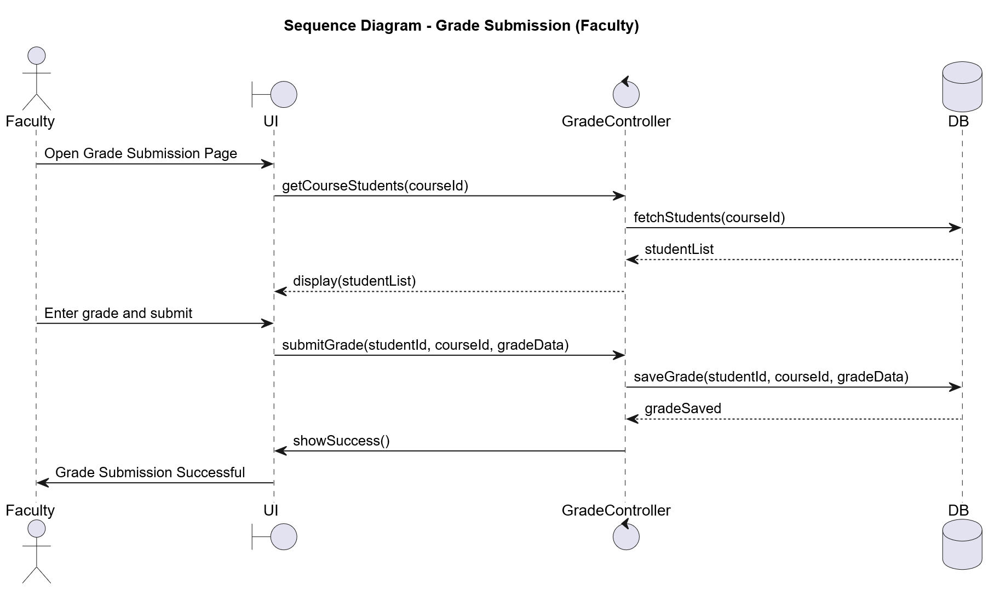 Sequence Diagram - Grade Submission (Faculty)
Faculty
UI
GradeController
DB
Open Grade Submission Page
getCourseStudents(courseId)
fetchStudents(courseId)
studentList
display(studentList)
Enter grade and submit
submitGrade(studentId, courseId, gradeData)
saveGrade(studentId, courseId, gradeData)
gradeSaved
showSuccess()
Grade Submission Successful
Faculty
UI
GradeController
DB